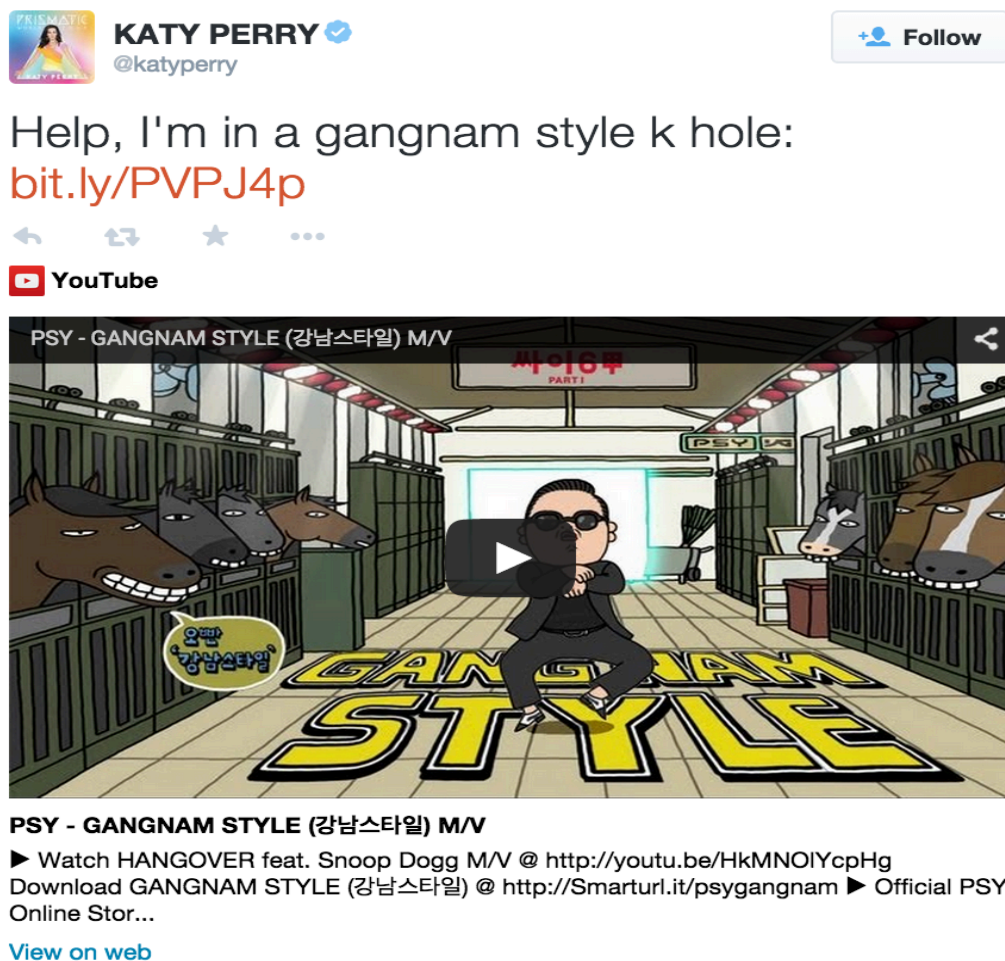 PRISMATIC
KATY PERRY
KATY PERRY
@katyperry
Follow
Help, I'm in a gangnam style k hole:
bit.ly/PVPJ4p
YouTube
PSY - GANGNAM STYLE (강남스타일) M/V
싸이6甲
PART1
PSY YG
오빤
'강남스타일'
GANGNAM
STYLE
PSY - GANGNAM STYLE (강남스타일) M/V
▶ Watch HANGOVER feat. Snoop Dogg M/V @ http://youtu.be/HkMNOlYcpHg
Download GANGNAM STYLE (강남스타일) @ http://Smarturl.it/psygangnam ▶ Official PSY
Online Stor...
View on web